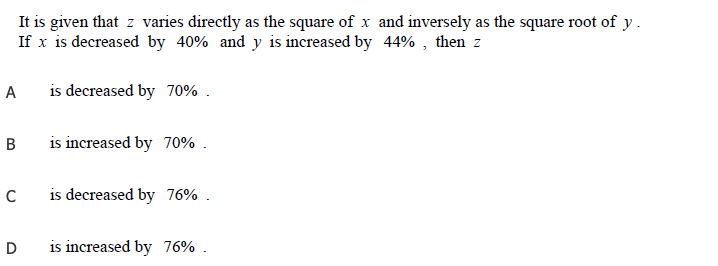 It is given that z varies directly as the square of x and inversely as the square root of y .
If x is decreased by 40% and y is increased by 44% , then z
A is decreased by 70% .
B is increased by 70% .
C is decreased by 76% .
D is increased by 76% .